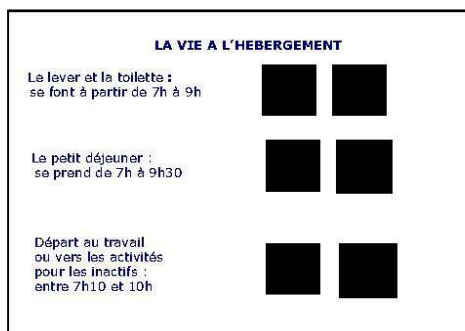 LA VIE A L'HEBERGEMENT
Le lever et la toilette :
se font à partir de 7h à 9h
Le petit déjeuner :
se prend de 7h à 9h30
Départ au travail
ou vers les activités
pour les inactifs :
entre 7h10 et 10h